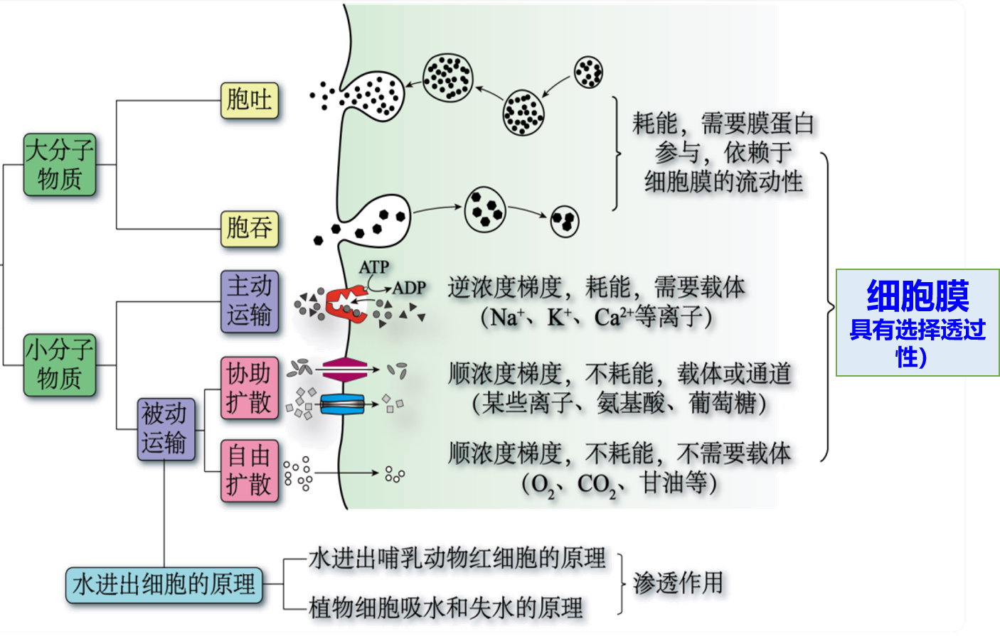 胞吐
大分子
物质
胞吞
耗能，需要膜蛋白
参与，依赖于
细胞膜的流动性
主动
运输
ATP
ADP
逆浓度梯度，耗能，需要载体
（Na⁺、K⁺、Ca²⁺等离子）
小分子
物质
协助
扩散
顺浓度梯度，不耗能，载体或通道
（某些离子、氨基酸、葡萄糖）
被动
运输
自由
扩散
顺浓度梯度，不耗能，不需要载体
（O₂、CO₂、甘油等）
细胞膜
具有选择透过
性）
水进出细胞的原理
水进出哺乳动物红细胞的原理
植物细胞吸水和失水的原理
渗透作用